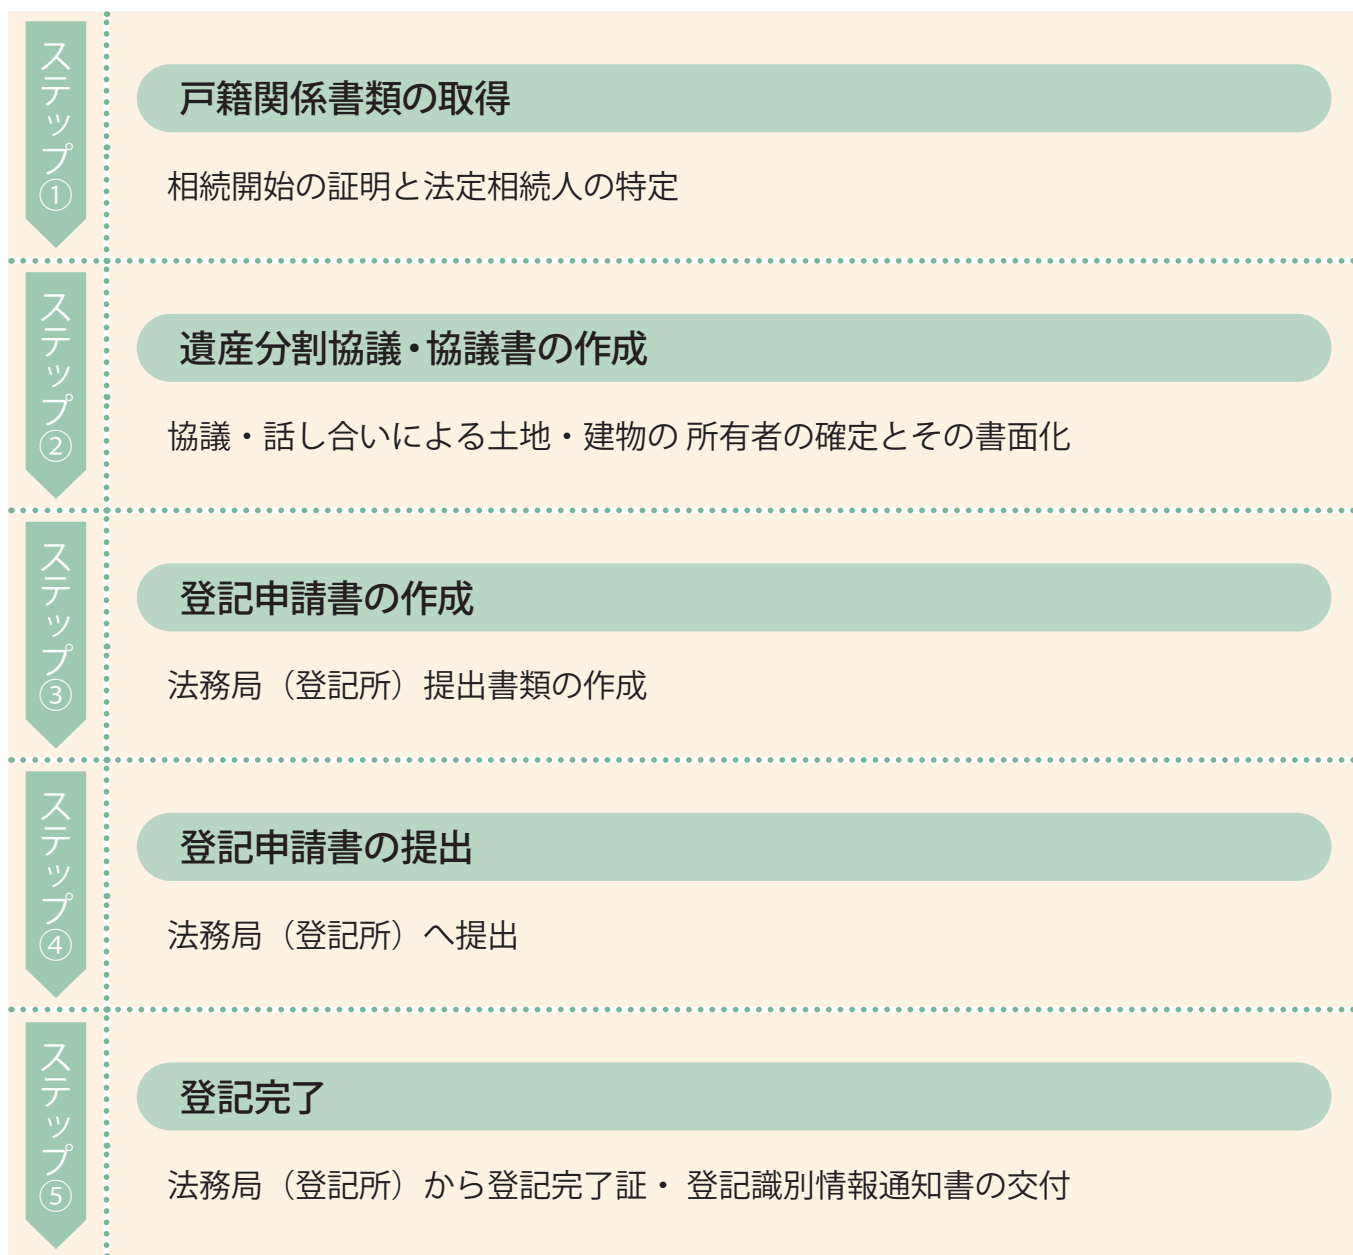 ステップ①
戸籍関係書類の取得
相続開始の証明と法定相続人の特定
ステップ②
遺産分割協議・協議書の作成
協議・話し合いによる土地・建物の 所有者の確定とその書面化
ステップ③
登記申請書の作成
法務局（登記所）提出書類の作成
ステップ④
登記申請書の提出
法務局（登記所）へ提出
ステップ⑤
登記完了
法務局（登記所）から登記完了証・ 登記識別情報通知書の交付